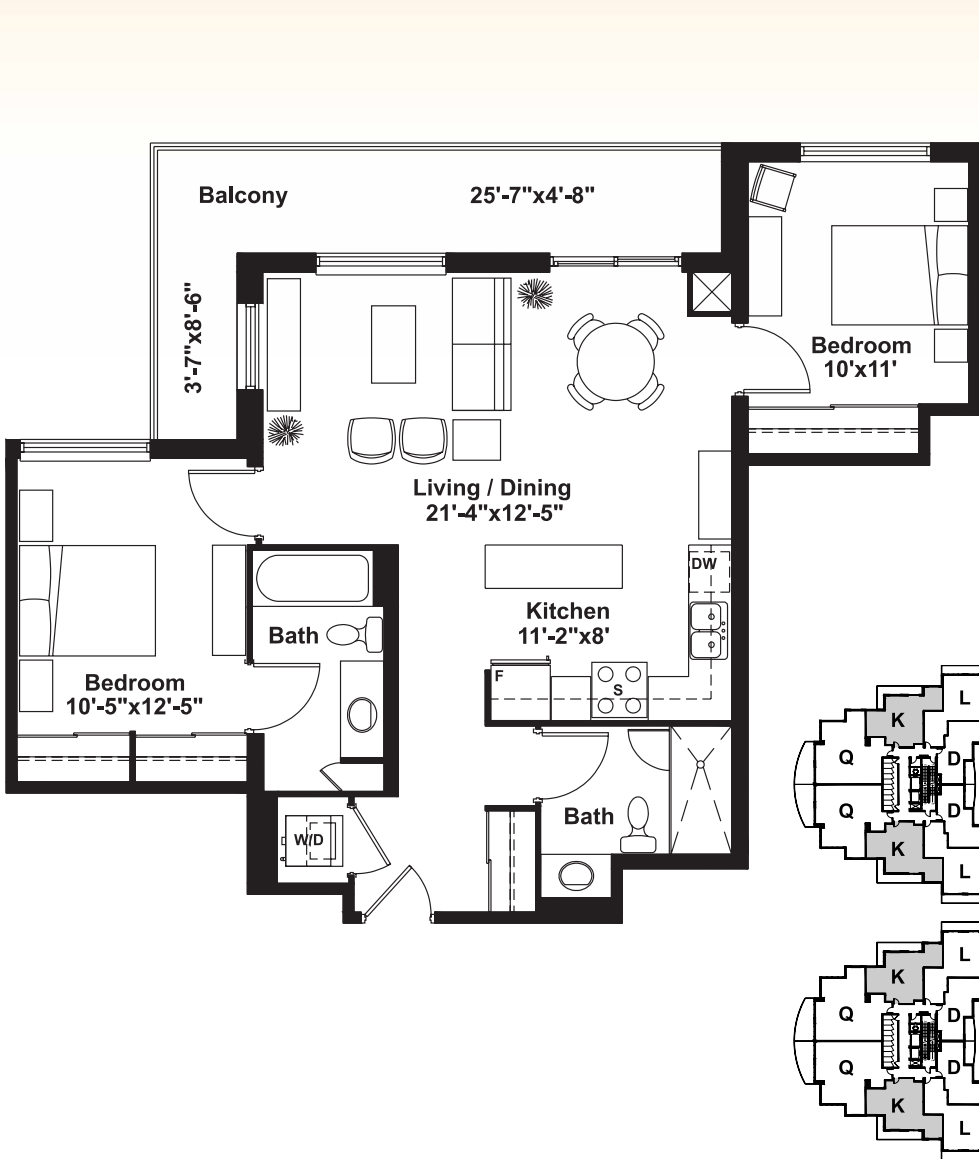 Balcony
25'-7"x4'-8"
3'-7"x8'-6"
Bedroom
10'x11'
Living / Dining
21'-4"x12'-5"
DW
Kitchen
11'-2"x8'
Bath
F
S
Bedroom
10'-5"x12'-5"
W/D
Bath
L
K
Q
D
Q
D
K
L
L
K
Q
D
Q
D
K
L